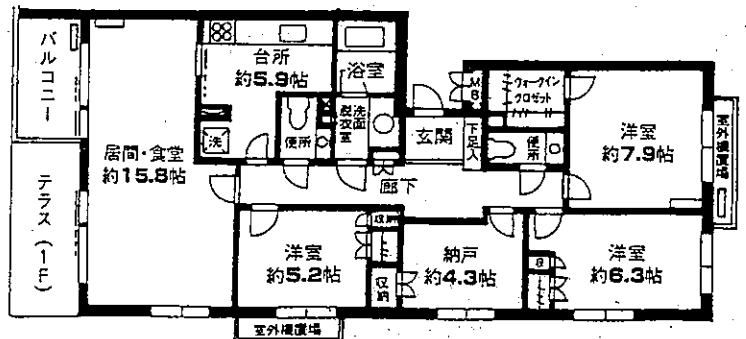 バルコニー
テラス(1F)
居間・食堂
約15.8帖
台所
約5.9帖
洗
便所
浴室
洗面
脱衣室
玄関
下足入
MB
ウォークイン
クロゼット
便所
洋室
約7.9帖
室外機置場
廊下
洋室
約5.2帖
収納
収納
納戸
約4.3帖
収
洋室
約6.3帖
室外機置場